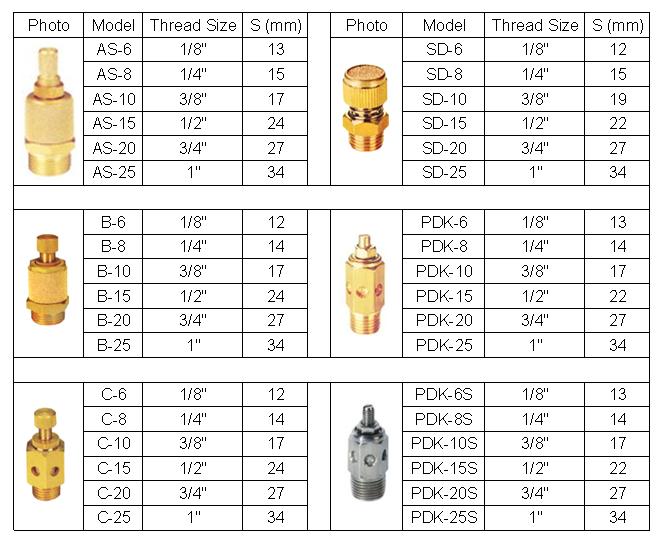 Photo Model Thread Size S (mm) Photo Model Thread Size S (mm)
AS-6 1/8" 13 SD-6 1/8" 12
AS-8 1/4" 15 SD-8 1/4" 15
AS-10 3/8" 17 SD-10 3/8" 19
AS-15 1/2" 24 SD-15 1/2" 22
AS-20 3/4" 27 SD-20 3/4" 27
AS-25 1" 34 SD-25 1" 34
B-6 1/8" 12 PDK-6 1/8" 13
B-8 1/4" 14 PDK-8 1/4" 14
B-10 3/8" 17 PDK-10 3/8" 17
B-15 1/2" 24 PDK-15 1/2" 22
B-20 3/4" 27 PDK-20 3/4" 27
B-25 1" 34 PDK-25 1" 34
C-6 1/8" 12 PDK-6S 1/8" 13
C-8 1/4" 14 PDK-8S 1/4" 14
C-10 3/8" 17 PDK-10S 3/8" 17
C-15 1/2" 24 PDK-15S 1/2" 22
C-20 3/4" 27 PDK-20S 3/4" 27
C-25 1" 34 PDK-25S 1" 34